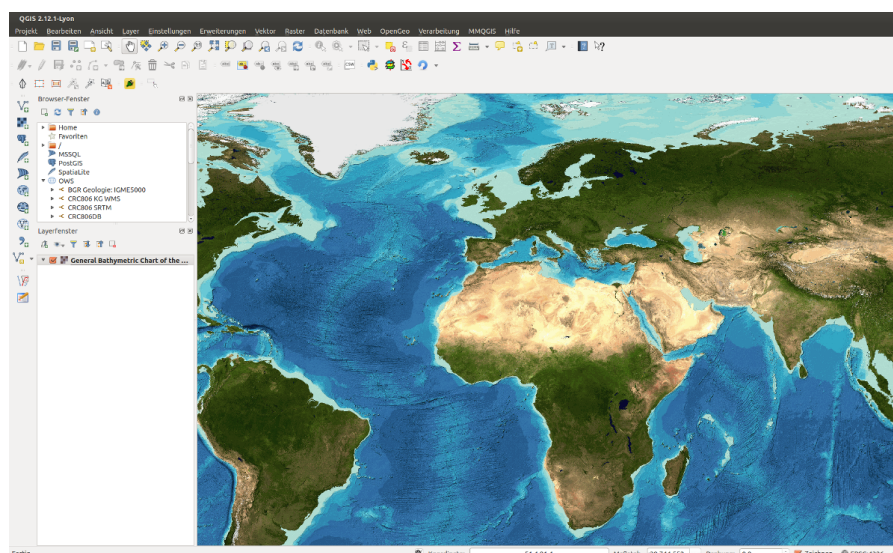 QGIS 2.12.1-Lyon
Projekt Bearbeiten Ansicht Layer Einstellungen Erweiterungen Vektor Raster Datenbank Web OpenGeo Verarbeitung MMQGIS Hilfe
CSW
Browser-Fenster
Home
Favoriten
/
MSSQL
PostGIS
SpatiaLite
OWS
BGR Geologie: IGME5000
CRC806 KG WMS
CRC806 SRTM
CRC806DB
Layerfenster
General Bathymetric Chart of the ...